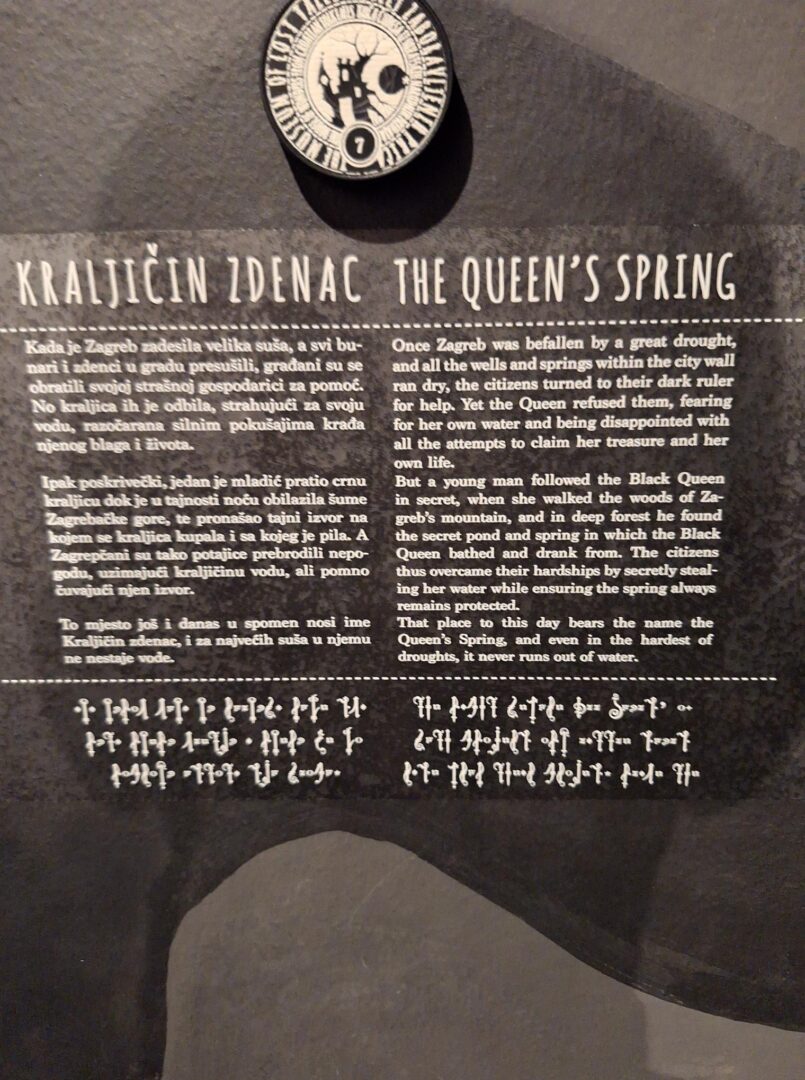 THE MUSEUM OF LOST TALES
7
KRALJIČIN ZDENAC
Kada je Zagreb zadesila velika suša, a svi bu-
nari i zdenci u gradu presušili, građani su se
obratili svojoj strašnoj gospodarici za pomoć.
No kraljica ih je odbila, strahujući za svoju
vodu, razočarana silnim pokušajima krađa
njenog blaga i života.
Ipak poskrivečki, jedan je mladić pratio crnu
kraljicu dok je u tajnosti noću obilazila šume
Zagrebačke gore, te pronašao tajni izvor na
kojem se kraljica kupala i sa kojeg je pila. A
Zagrepčani su tako potajice prebrodili nepo-
godu, uzimajući kraljičinu vodu, ali pomno
čuvajući njen izvor.
To mjesto još i danas u spomen nosi ime
Kraljičin zdenac, i za najvećih suša u njemu
ne nestaje vode.
THE QUEEN'S SPRING
Once Zagreb was befallen by a great drought,
and all the wells and springs within the city wall
ran dry, the citizens turned to their dark ruler
for help. Yet the Queen refused them, fearing
for her own water and being disappointed with
all the attempts to claim her treasure and her
own life.
But a young man followed the Black Queen
in secret, when she walked the woods of Za-
greb's mountain, and in deep forest he found
the secret pond and spring in which the Black
Queen bathed and drank from. The citizens
thus overcame their hardships by secretly steal-
ing her water while ensuring the spring always
remains protected.
That place to this day bears the name the
Queen's Spring, and even in the hardest of
droughts, it never runs out of water.